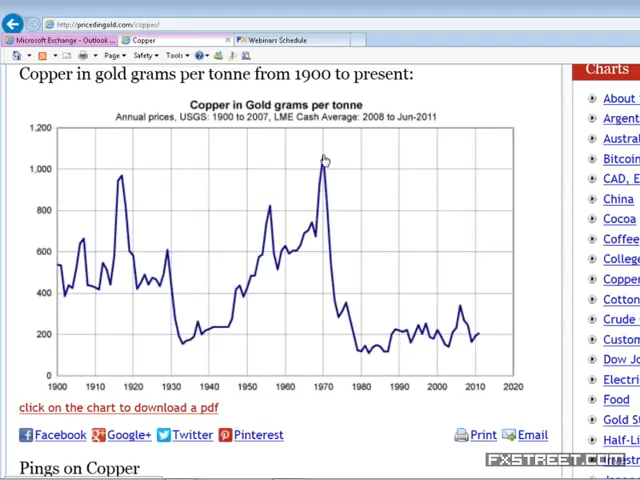 http://pricedingold.com/copper/
Microsoft Exchange - Outlook ...
Copper
Webinars Schedule
Page
Safety
Tools
Copper in gold grams per tonne from 1900 to present:
Charts
Copper in Gold grams per tonne
Annual prices, USGS: 1900 to 2007, LME Cash Average: 2008 to Jun-2011
1,200
1,000
800
600
400
200
0
1900 1910 1920 1930 1940 1950 1960 1970 1980 1990 2000 2010 2020
About
Argent
Austral
Bitcoin
CAD, E
China
Cocoa
Coffee
College
Copper
Cotton
Crude
Custom
Dow Jo
Electri
Food
Gold S
Half-Li
click on the chart to download a pdf
Facebook Google+ Twitter Pinterest
Print Email
Pings on Copper
FXSTREET.COM